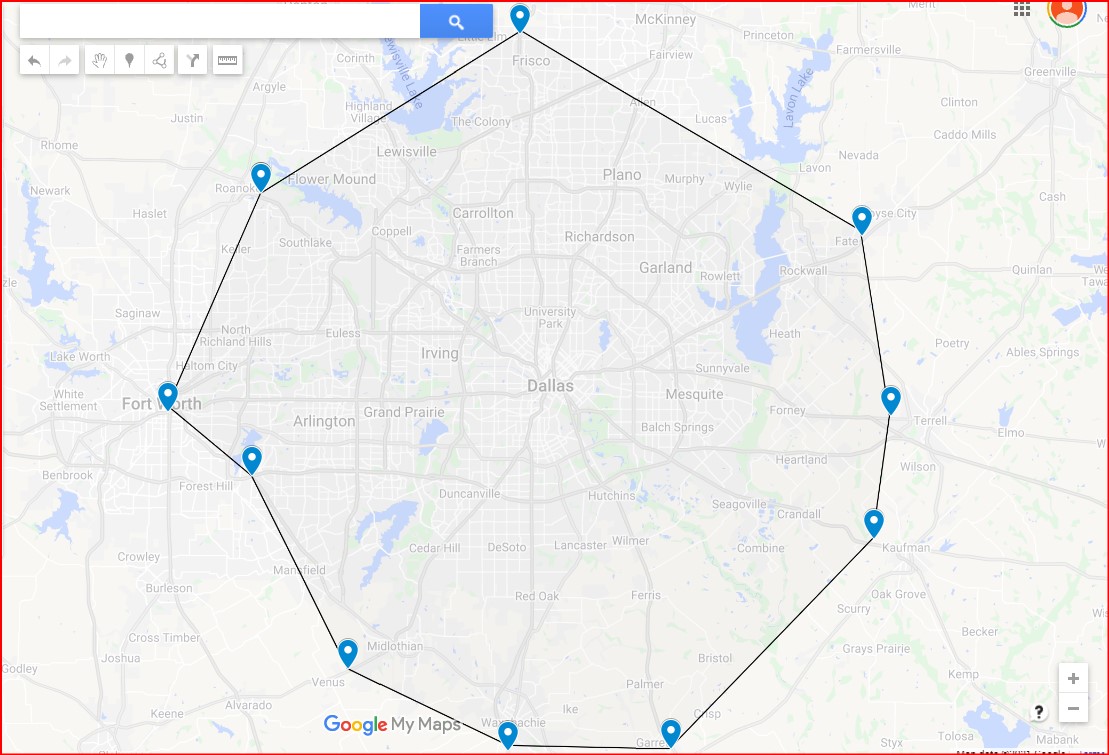 McKinney
Princeton
Merit
Little Elm
Frisco
Fairview
Farmersville
Corinth
Greenville
Argyle
Lewisville Lake
Lavon Lake
Highland
Village
Allen
Clinton
Justin
The Colony
Lucas
Caddo Mills
Rhome
Lewisville
Nevada
Lavon
Plano
Murphy
Wylie
Roanoke
Flower Mound
Newark
Cash
Haslet
Carrollton
Coppell
Southlake
Keller
Farmers
Branch
Richardson
Fate
Garland
Rowlett
Rockwall
Quinlan
Saginaw
University
Park
North
Richland Hills
Euless
Heath
Poetry
Irving
Ables Springs
Lake Worth
Haltom City
Sunnyvale
White
Settlement
Dallas
Mesquite
Fort Worth
Grand Prairie
Forney
Arlington
Terrell
Balch Springs
Elmo
Heartland
Wilson
Benbrook
Forest Hill
Duncanville
Hutchins
Seagoville
Crandall
Cedar Hill
DeSoto
Lancaster
Wilmer
Combine
Kaufman
Crowley
Mansfield
Burleson
Red Oak
Ferris
Oak Grove
Scurry
Cross Timber
Midlothian
Becker
Grays Prairie
Joshua
Bristol
Godley
Venus
Palmer
Kemp
Alvarado
Keene
Google My Maps
Ike
Crisp
?
Styx
Tolosa
Mabank